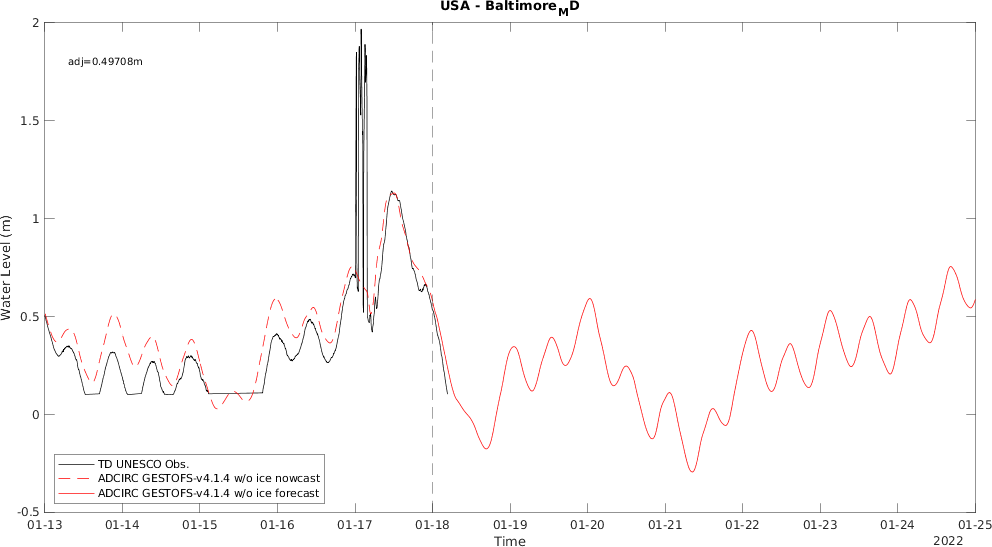 USA - Baltimore_MD
adj=0.49708m
2
1.5
1
0.5
0
-0.5
Water Level (m)
TD UNESCO Obs.
ADCIRC GESTOFS-v4.1.4 w/o ice nowcast
ADCIRC GESTOFS-v4.1.4 w/o ice forecast
01-13 01-14 01-15 01-16 01-17 01-18 01-19 01-20 01-21 01-22 01-23 01-24 01-25
Time
2022